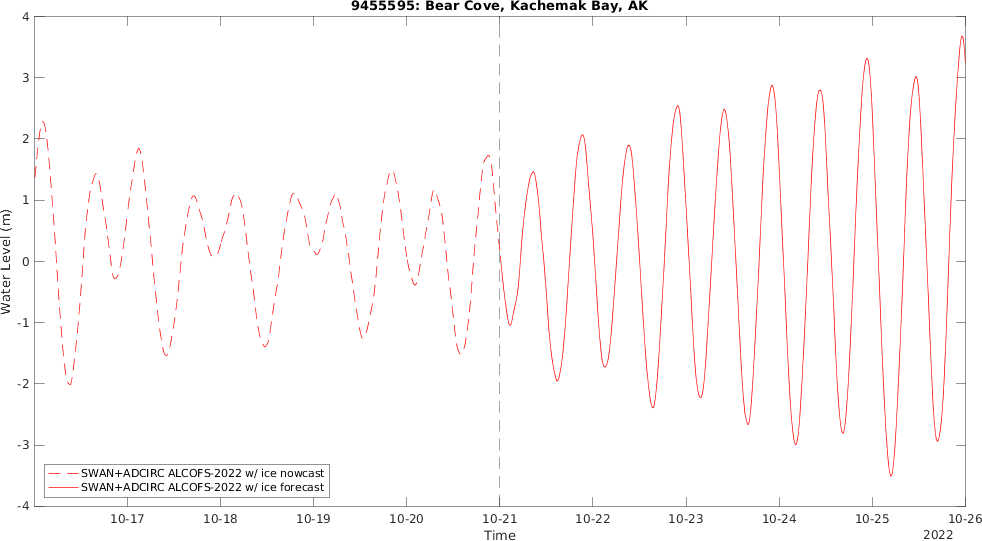 9455595: Bear Cove, Kachemak Bay, AK
4
3
2
1
0
-1
-2
-3
-4
Water Level (m)
SWAN+ADCIRC ALCOFS-2022 w/ ice nowcast
SWAN+ADCIRC ALCOFS-2022 w/ ice forecast
10-17 10-18 10-19 10-20 10-21 10-22 10-23 10-24 10-25 10-26
Time
2022